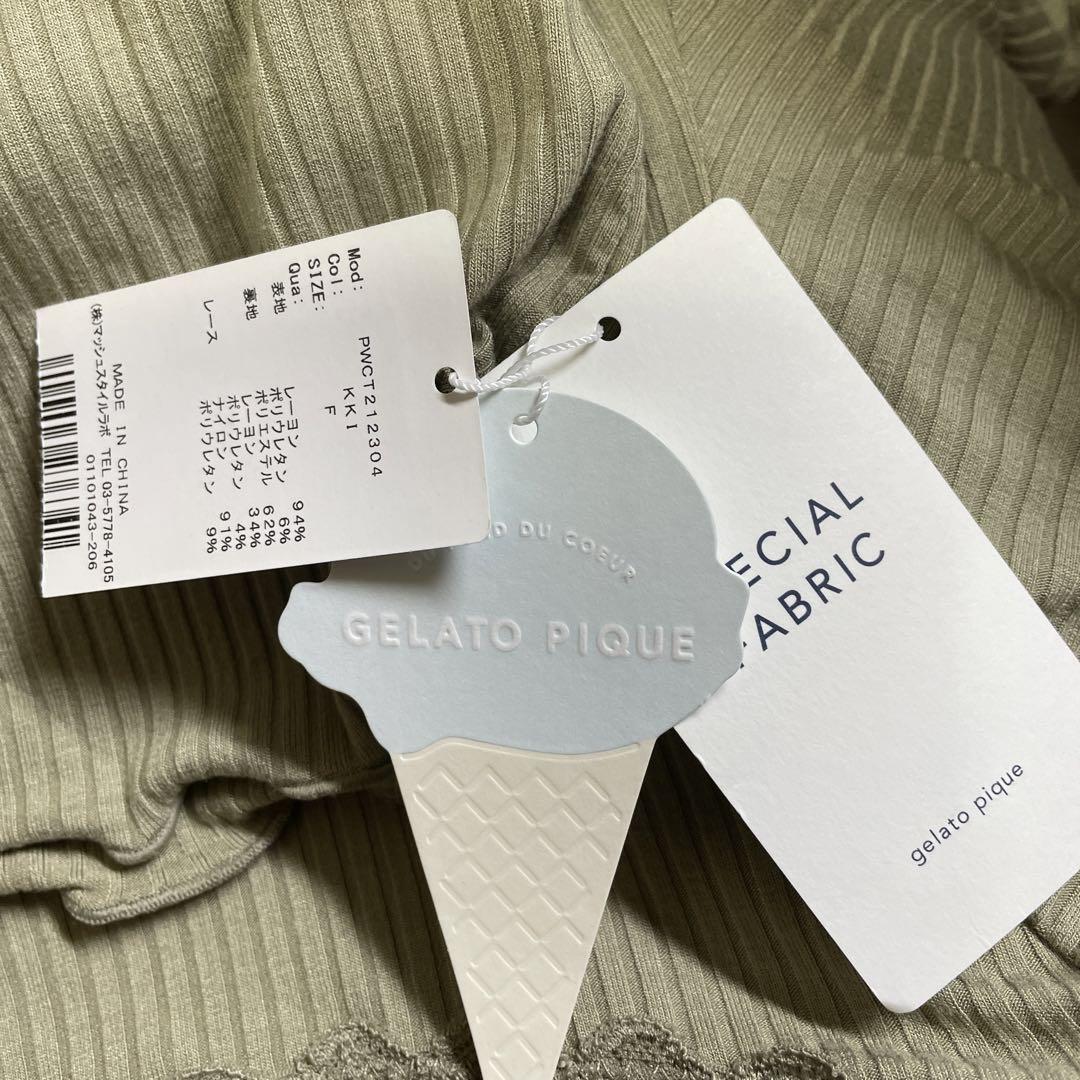 Mod: PWCT212304
Col: KKI
SIZE: F
Qua:
表地 レーヨン 94%
ポリウレタン 6%
裏地 ポリエステル 62%
レーヨン 34%
ポリウレタン 4%
レース ナイロン 91%
ポリウレタン 9%
MADE IN CHINA
(株)マッシュスタイルラボ TEL 03-5778-4105
01101043-206
DU COEUR
GELATO PIQUE
ECIAL
FABRIC
gelato pique